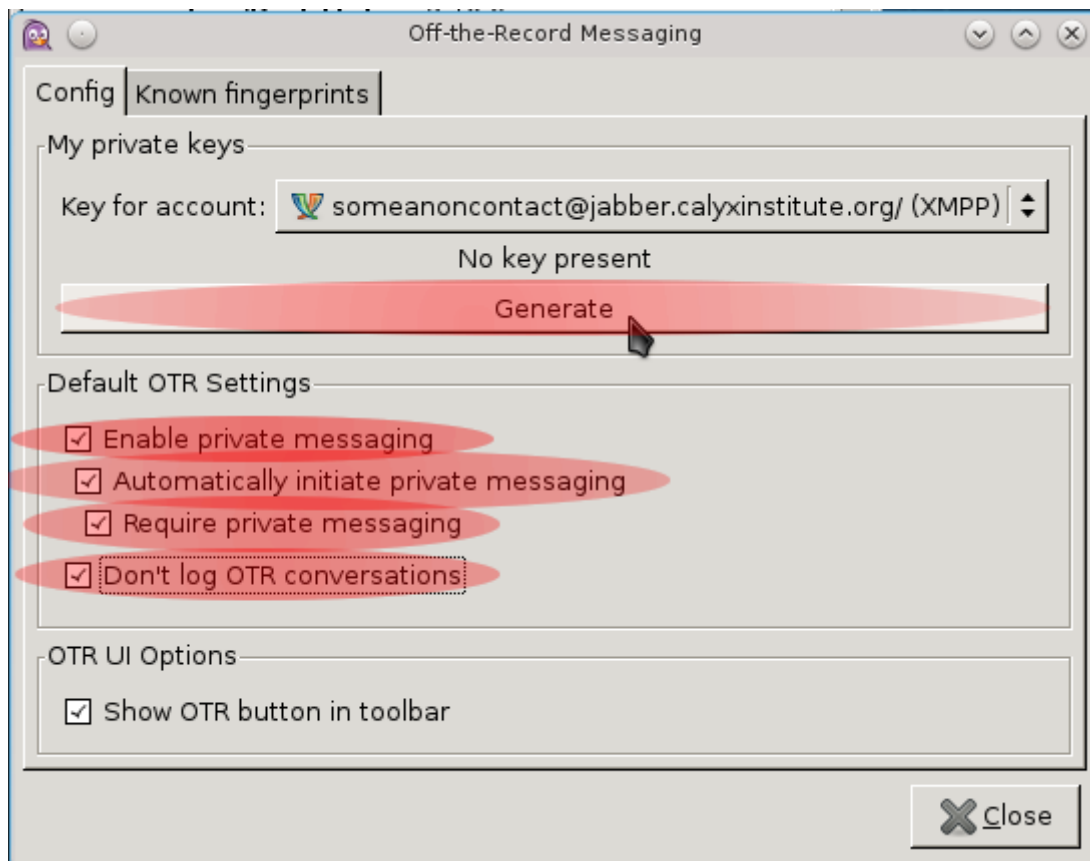 Off-the-Record Messaging
Config Known fingerprints
My private keys
Key for account: someanoncontact@jabber.calyxinstitute.org/ (XMPP)
No key present
Generate
Default OTR Settings
Enable private messaging
Automatically initiate private messaging
Require private messaging
Don't log OTR conversations
OTR UI Options
Show OTR button in toolbar
Close